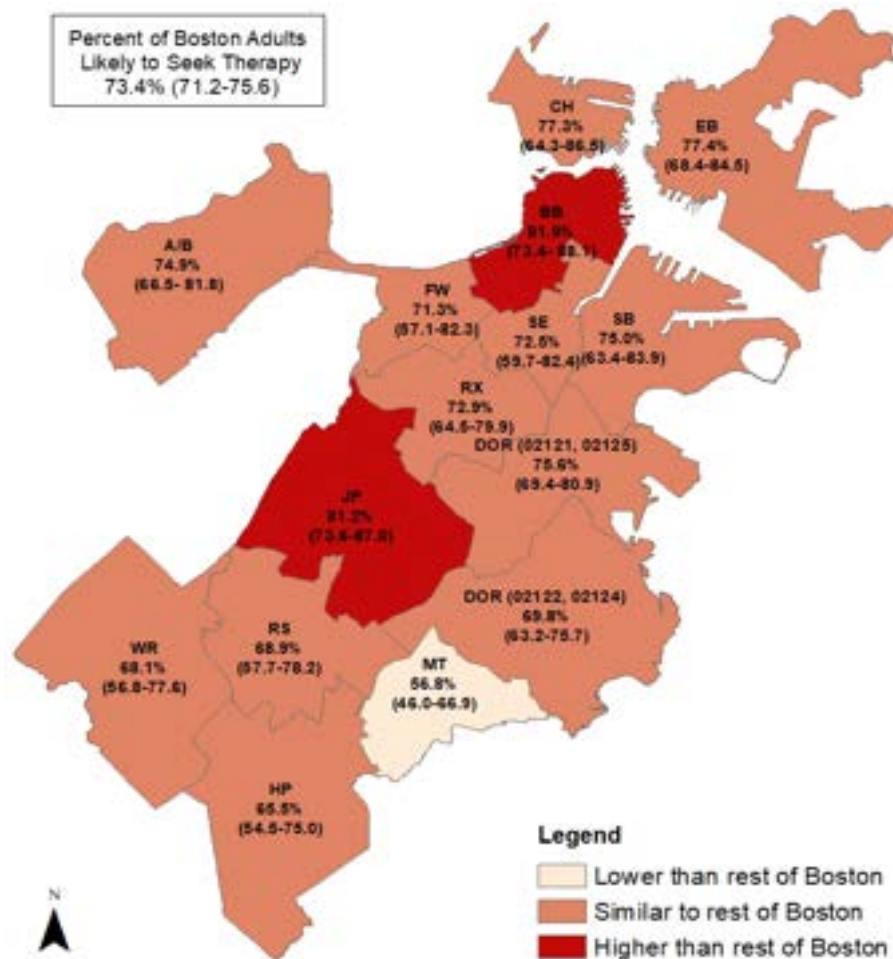 Percent of Boston Adults
Likely to Seek Therapy
73.4% (71.2-75.6)
CH
77.3%
(64.3-86.5)
EB
77.4%
(68.4-84.5)
BB
81.9%
(73.4-88.1)
A/B
74.9%
(66.5- 81.8)
FW
71.3%
(57.1-82.3)
SE
72.5%
(59.7-82.4)
SB
75.0%
(63.4-83.9)
RX
72.9%
(64.5-79.9)
DOR (02121, 02125)
75.6%
(69.4-80.9)
JP
81.2%
DOR (02122, 02124)
69.8%
(63.2-75.7)
RS
68.9%
(57.7-78.2)
WR
68.1%
(56.8-77.6)
MT
56.8%
(46.0-66.9)
HP
65.5%
(54.5-75.0)
Legend
Lower than rest of Boston
Similar to rest of Boston
Higher than rest of Boston
N